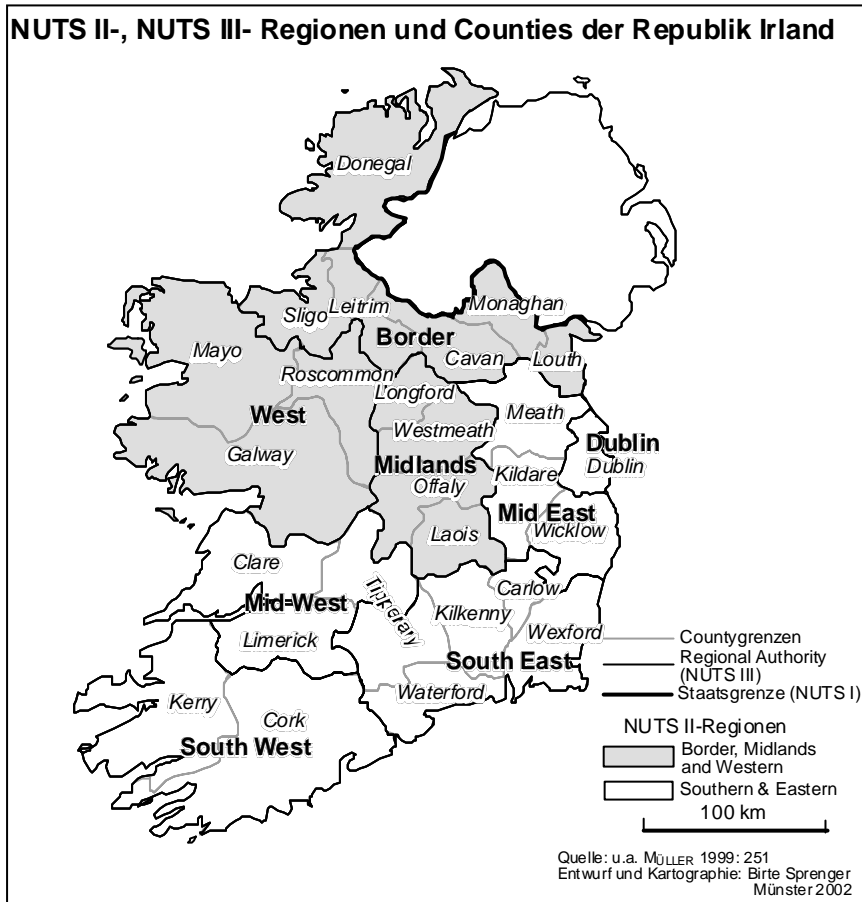 NUTS II-, NUTS III- Regionen und Counties der Republik Irland
Donegal
Monaghan
Leitrim
Sligo
Border
Mayo
Cavan
Louth
Roscommon
Longford
Meath
West
Westmeath
Dublin
Galway
Midlands
Kildare
Dublin
Offaly
Mid East
Wicklow
Laois
Clare
Carlow
Tipperary
Mid-West
Kilkenny
Limerick
Wexford
South East
Waterford
Kerry
Cork
South West
Countygrenzen
Regional Authority
(NUTS III)
Staatsgrenze (NUTS I)
NUTS II-Regionen
Border, Midlands
and Western
Southern & Eastern
100 km
Quelle: u.a. MÜLLER 1999: 251
Entwurf und Kartographie: Birte Sprenger
Münster 2002